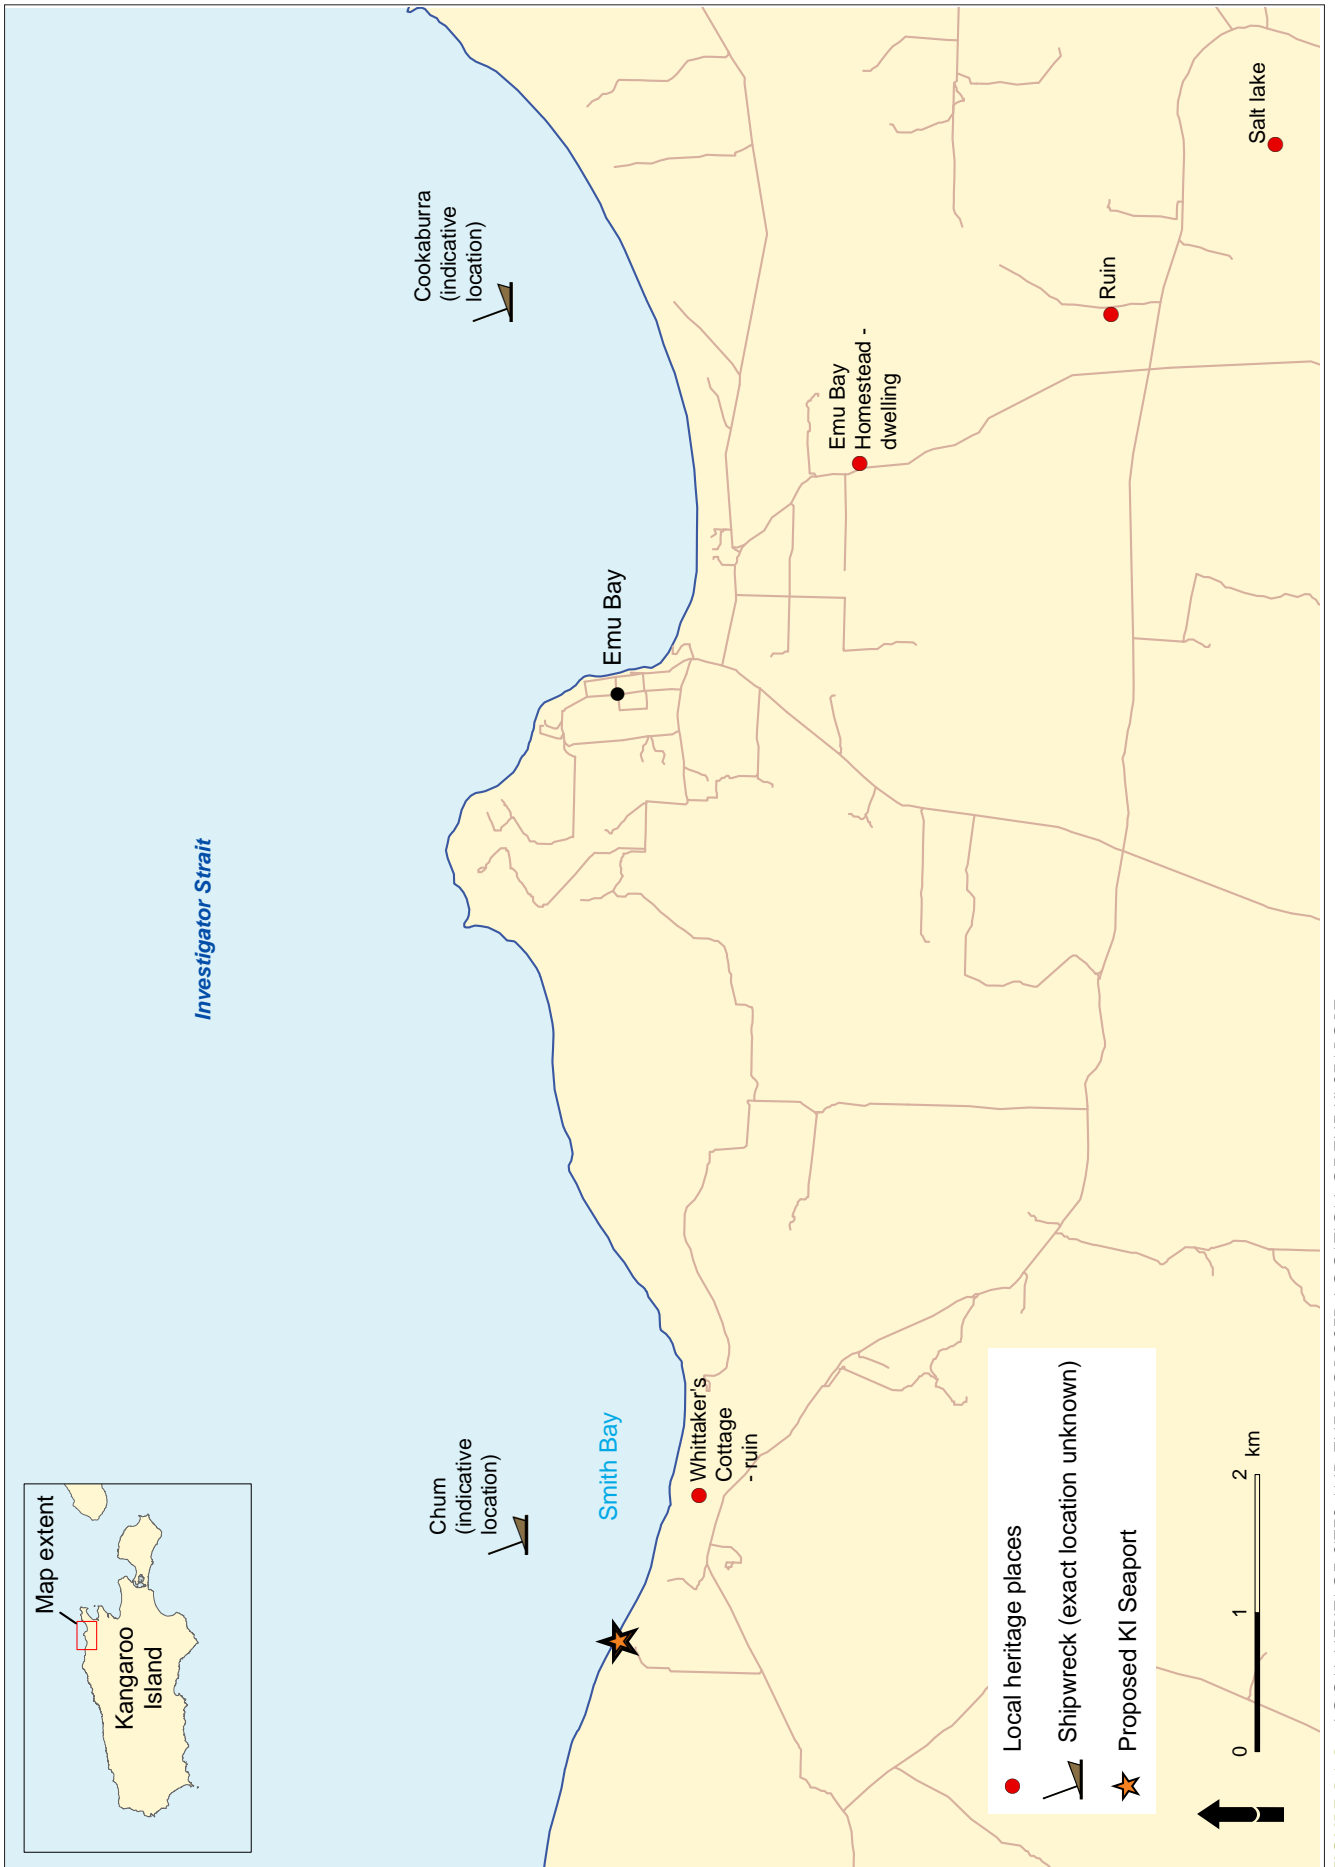 Map extent
Kangaroo
Island
Investigator Strait
Chum
(indicative
location)
Cookaburra
(indicative
location)
Smith Bay
Emu Bay
Whittaker's
Cottage
- ruin
Emu Bay
Homestead -
dwelling
Ruin
Salt lake
Local heritage places
Shipwreck (exact location unknown)
Proposed KI Seaport
0 1 2 km